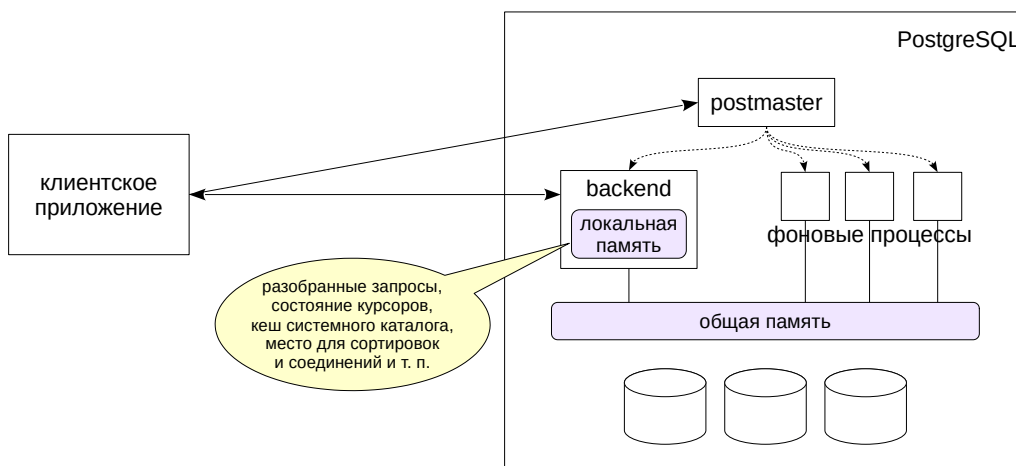 PostgreSQL
postmaster
клиентское
приложение
backend
локальная
память
фоновые процессы
разобранные запросы,
состояние курсоров,
кеш системного каталога,
место для сортировок
и соединений и т. п.
общая память